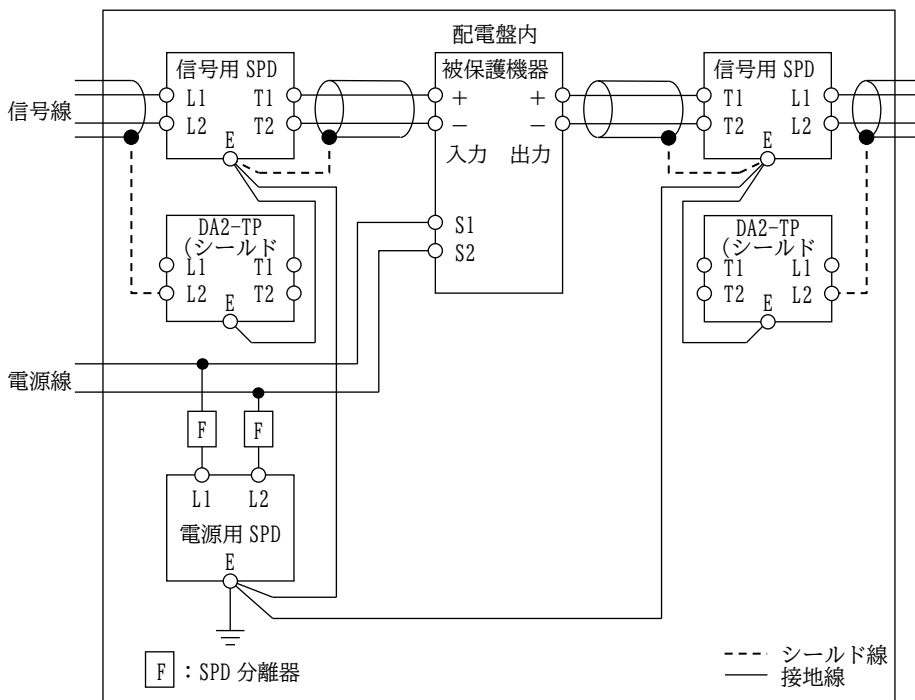 配電盤内
信号用 SPD
被保護機器
信号用 SPD
信号線
L1
T1
+
+
T1
L1
L2
T2
−
−
T2
L2
E
入力
出力
E
DA2-TP
(シールド
L1
T1
L2
T2
E
S1
S2
DA2-TP
(シールド
T1
L1
T2
L2
E
電源線
F
F
L1
L2
電源用 SPD
E
F
：SPD 分離器
シールド線
接地線